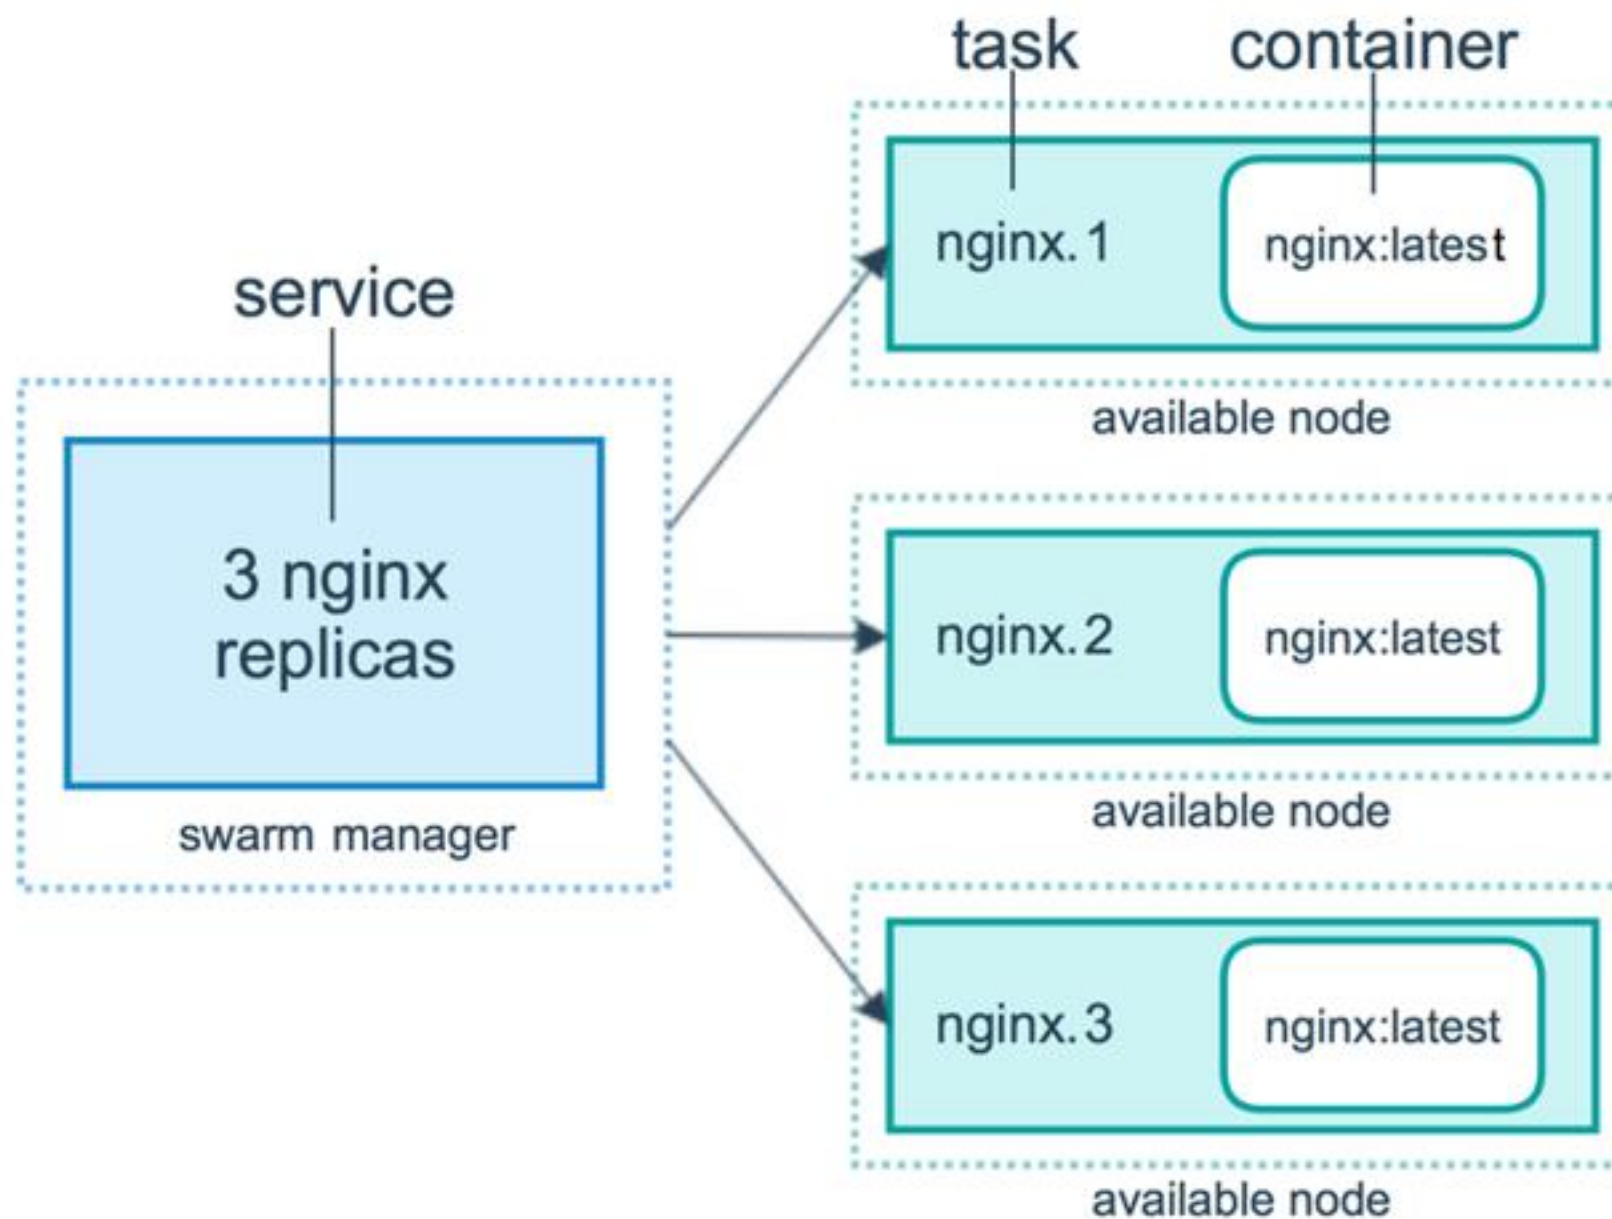 task
container
nginx.1
nginx:latest
available node
service
3 nginx
replicas
swarm manager
nginx.2
nginx:latest
available node
nginx.3
nginx:latest
available node